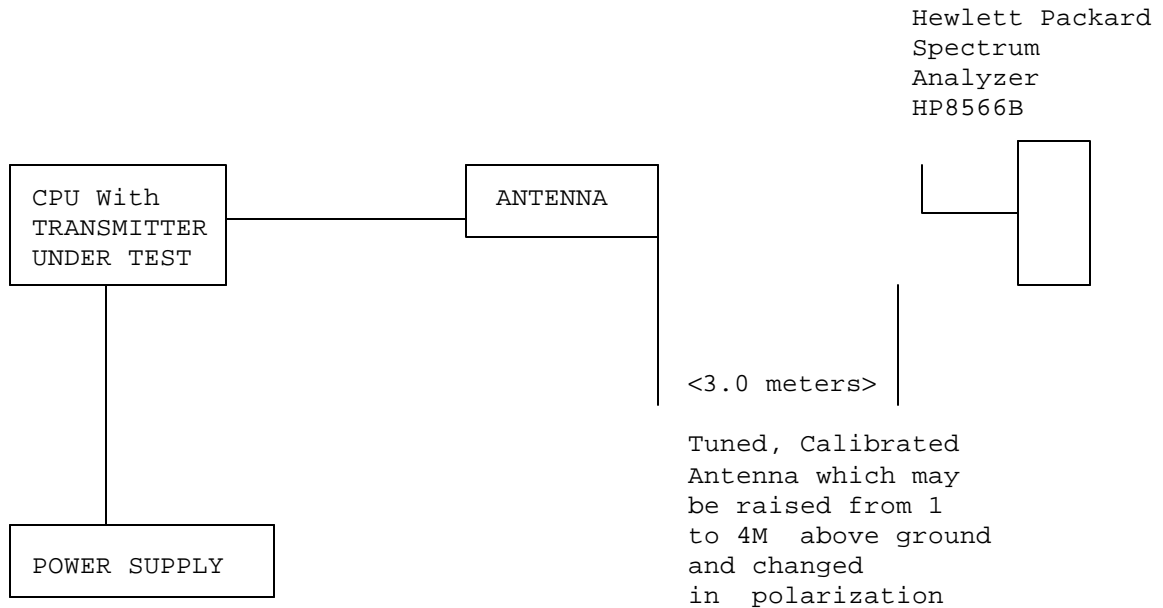 Hewlett Packard
Spectrum
Analyzer
HP8566B
CPU With
TRANSMITTER
UNDER TEST
ANTENNA
<3.0 meters>
Tuned, Calibrated
Antenna which may
be raised from 1
to 4M above ground
and changed
in polarization
POWER SUPPLY